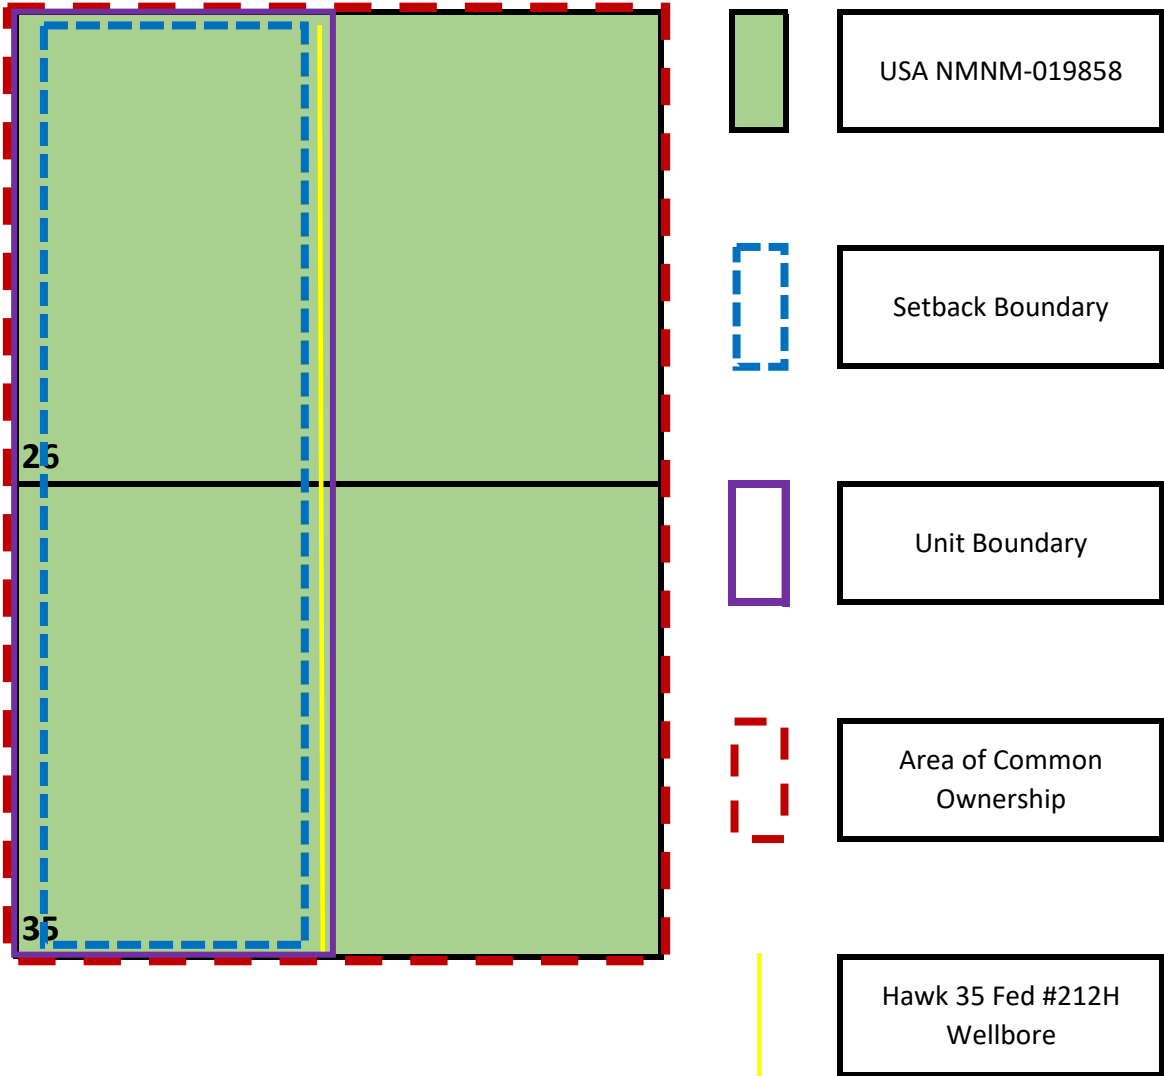 26
35
USA NMNM-019858
Setback Boundary
Unit Boundary
Area of Common
Ownership
Hawk 35 Fed #212H
Wellbore